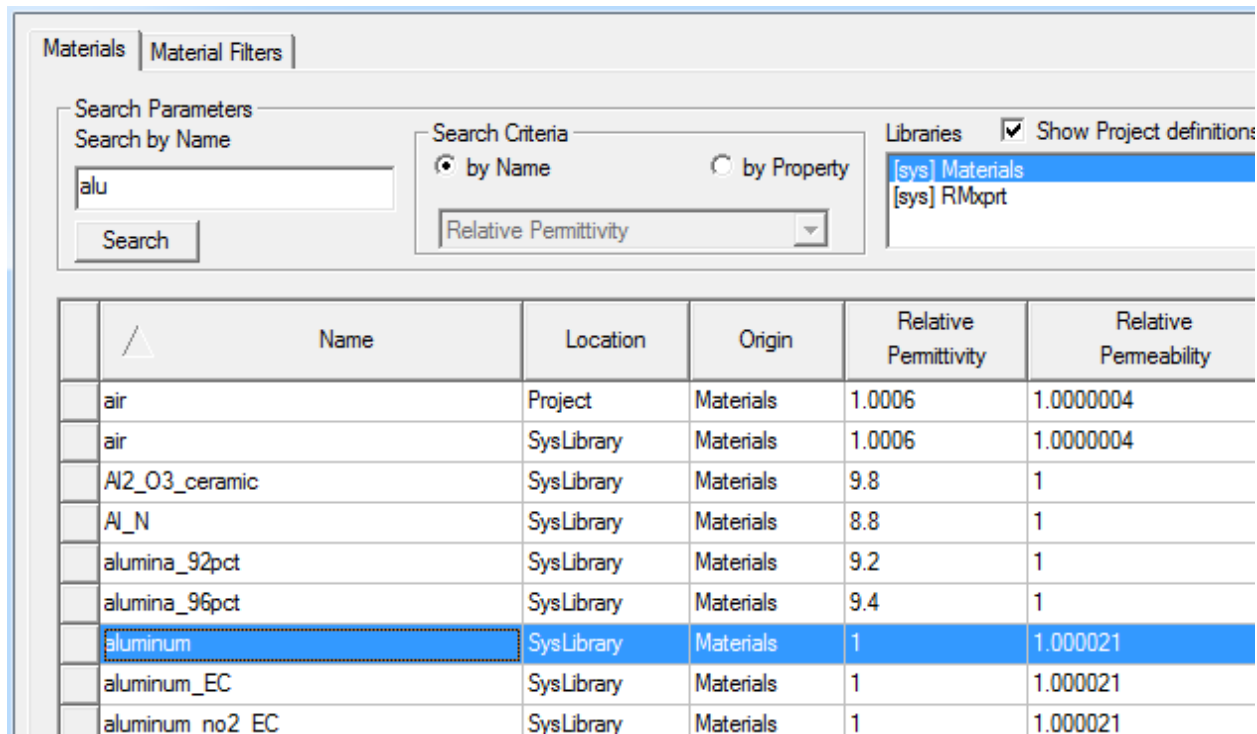 Materials Material Filters
Search Parameters
Search by Name
alu
Search
Search Criteria
by Name by Property
Relative Permittivity
Libraries Show Project definitions
[sys] Materials
[sys] RMxprt
Name Location Origin Relative Permittivity Relative Permeability
air Project Materials 1.0006 1.0000004
air SysLibrary Materials 1.0006 1.0000004
Al2_O3_ceramic SysLibrary Materials 9.8 1
Al_N SysLibrary Materials 8.8 1
alumina_92pct SysLibrary Materials 9.2 1
alumina_96pct SysLibrary Materials 9.4 1
aluminum SysLibrary Materials 1 1.000021
aluminum_EC SysLibrary Materials 1 1.000021
aluminum_no2_EC SysLibrary Materials 1 1.000021